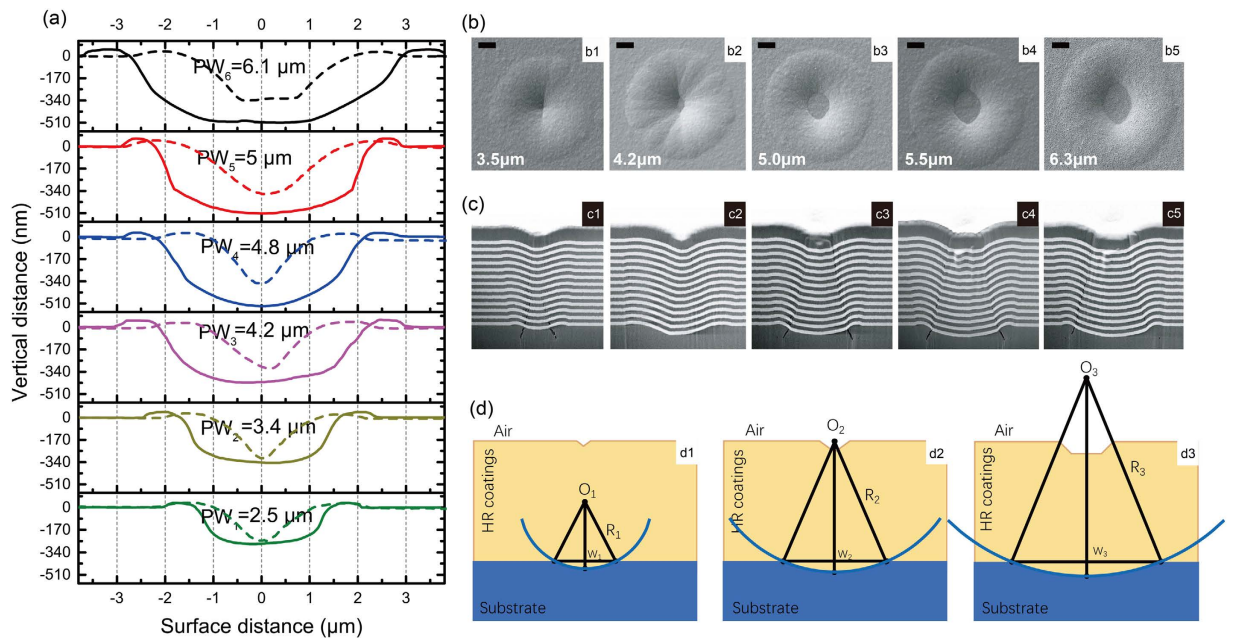 (a)
-3 -2 -1 0 1 2 3
0
-170
-340
-510
PW6=6.1 µm
0
-170
-340
-510
PW5=5 µm
0
-170
-340
-510
PW4=4.8 µm
0
-170
-340
-510
PW3=4.2 µm
0
-170
-340
-510
PW2=3.4 µm
0
-170
-340
-510
PW1=2.5 µm
-3 -2 -1 0 1 2 3
Vertical distance (nm)
Surface distance (µm)
(b)
b1 b2 b3 b4 b5
3.5µm 4.2µm 5.0µm 5.5µm 6.3µm
(c)
c1 c2 c3 c4 c5
(d)
Air
d1
HR coatings
O1
R1
W1
Substrate
Air
O2
d2
HR coatings
R2
W2
Substrate
O3
Air
d3
HR coatings
R3
W3
Substrate